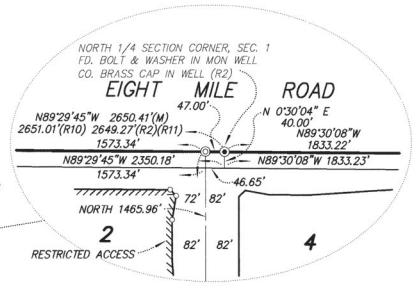 NORTH 1/4 SECTION CORNER, SEC. 1
FD. BOLT & WASHER IN MON WELL
CO. BRASS CAP IN WELL (R2)
EIGHT MILE ROAD
47.00'
N 0°30'04" E
40.00'
N89°29'45"W 2650.41'(M)
2651.01'(R10) 2649.27'(R2)(R11)
1573.34'
N89°30'08"W
1833.22'
N89°29'45"W 2350.18'
N89°30'08"W 1833.23'
1573.34'
46.65'
72' 82'
NORTH 1465.96'
2
82' 82'
4
RESTRICTED ACCESS